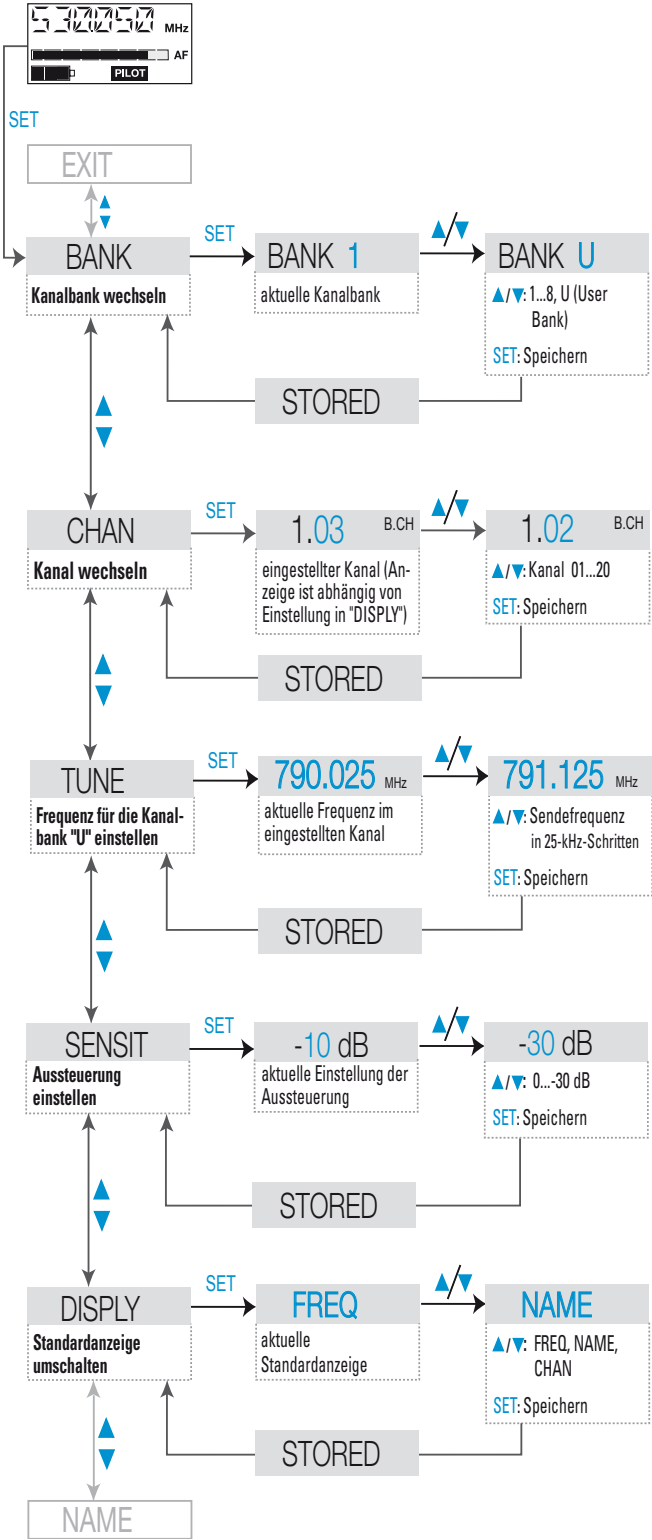 530.050 MHz
AF
PILOT
SET
EXIT
BANK
Kanalbank wechseln
SET
BANK 1
aktuelle Kanalbank
▲/▼
BANK U
▲/▼: 1...8, U (User
Bank)
SET: Speichern
STORED
CHAN
Kanal wechseln
SET
1.03 B.CH
eingestellter Kanal (An-
zeige ist abhängig von
Einstellung in "DISPLY")
▲/▼
1.02 B.CH
▲/▼: Kanal 01...20
SET: Speichern
STORED
TUNE
Frequenz für die Kanal-
bank "U" einstellen
SET
790.025 MHz
aktuelle Frequenz im
eingestellten Kanal
▲/▼
791.125 MHz
▲/▼: Sendefrequenz
in 25-kHz-Schritten
SET: Speichern
STORED
SENSIT
Aussteuerung
einstellen
SET
-10 dB
aktuelle Einstellung der
Aussteuerung
▲/▼
-30 dB
▲/▼: 0...-30 dB
SET: Speichern
STORED
DISPLY
Standardanzeige
umschalten
SET
FREQ
aktuelle
Standardanzeige
▲/▼
NAME
▲/▼: FREQ, NAME,
CHAN
SET: Speichern
STORED
NAME